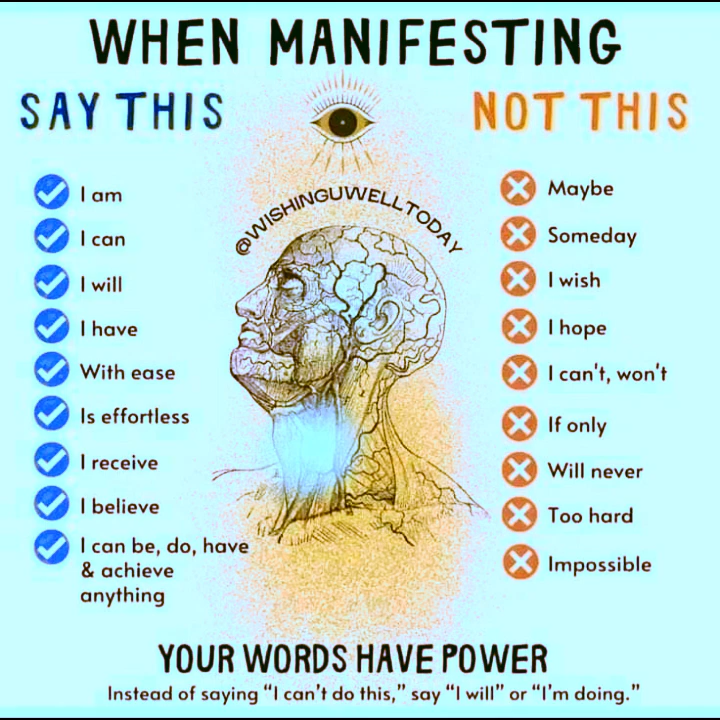 WHEN MANIFESTING
SAY THIS
NOT THIS
@WISHINGUWELLTODAY
I am
I can
I will
I have
With ease
Is effortless
I receive
I believe
I can be, do, have
& achieve
anything
Maybe
Someday
I wish
I hope
I can't, won't
If only
Will never
Too hard
Impossible
YOUR WORDS HAVE POWER
Instead of saying “I can’t do this,” say “I will” or “I’m doing.”